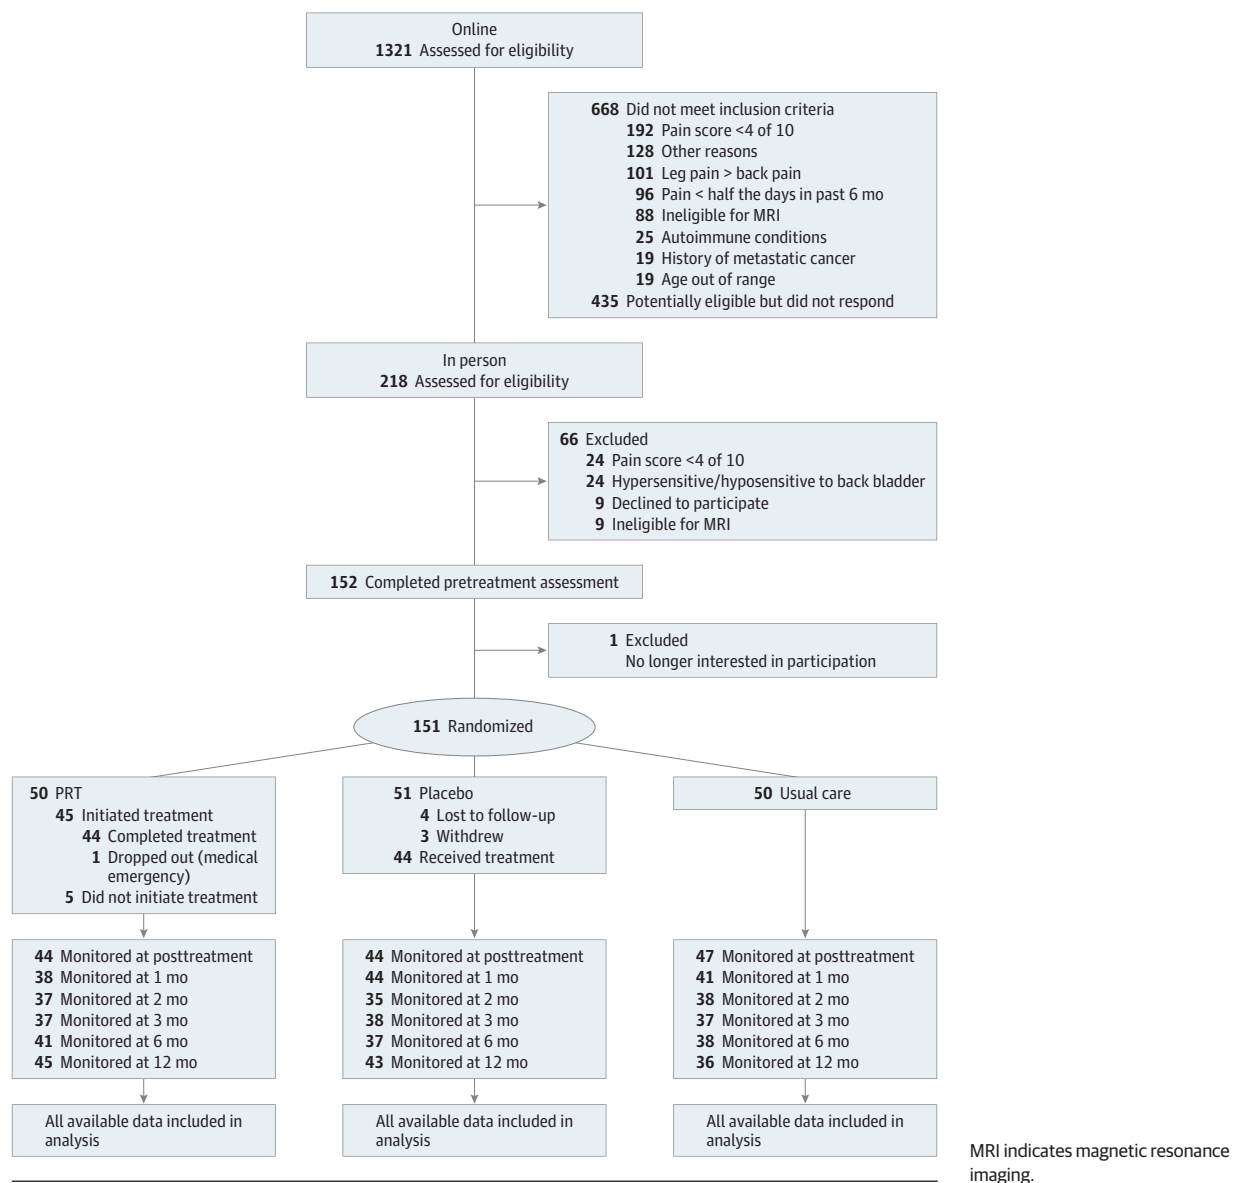 Online
1321 Assessed for eligibility
668 Did not meet inclusion criteria
192 Pain score <4 of 10
128 Other reasons
101 Leg pain > back pain
96 Pain < half the days in past 6 mo
88 Ineligible for MRI
25 Autoimmune conditions
19 History of metastatic cancer
19 Age out of range
435 Potentially eligible but did not respond
In person
218 Assessed for eligibility
66 Excluded
24 Pain score <4 of 10
24 Hypersensitive/hyposensitive to back bladder
9 Declined to participate
9 Ineligible for MRI
152 Completed pretreatment assessment
1 Excluded
No longer interested in participation
151 Randomized
50 PRT
45 Initiated treatment
44 Completed treatment
1 Dropped out (medical
emergency)
5 Did not initiate treatment
51 Placebo
4 Lost to follow-up
3 Withdrew
44 Received treatment
50 Usual care
44 Monitored at posttreatment
38 Monitored at 1 mo
37 Monitored at 2 mo
37 Monitored at 3 mo
41 Monitored at 6 mo
45 Monitored at 12 mo
44 Monitored at posttreatment
44 Monitored at 1 mo
35 Monitored at 2 mo
38 Monitored at 3 mo
37 Monitored at 6 mo
43 Monitored at 12 mo
47 Monitored at posttreatment
41 Monitored at 1 mo
38 Monitored at 2 mo
37 Monitored at 3 mo
38 Monitored at 6 mo
36 Monitored at 12 mo
All available data included in
analysis
All available data included in
analysis
All available data included in
analysis
MRI indicates magnetic resonance
imaging.